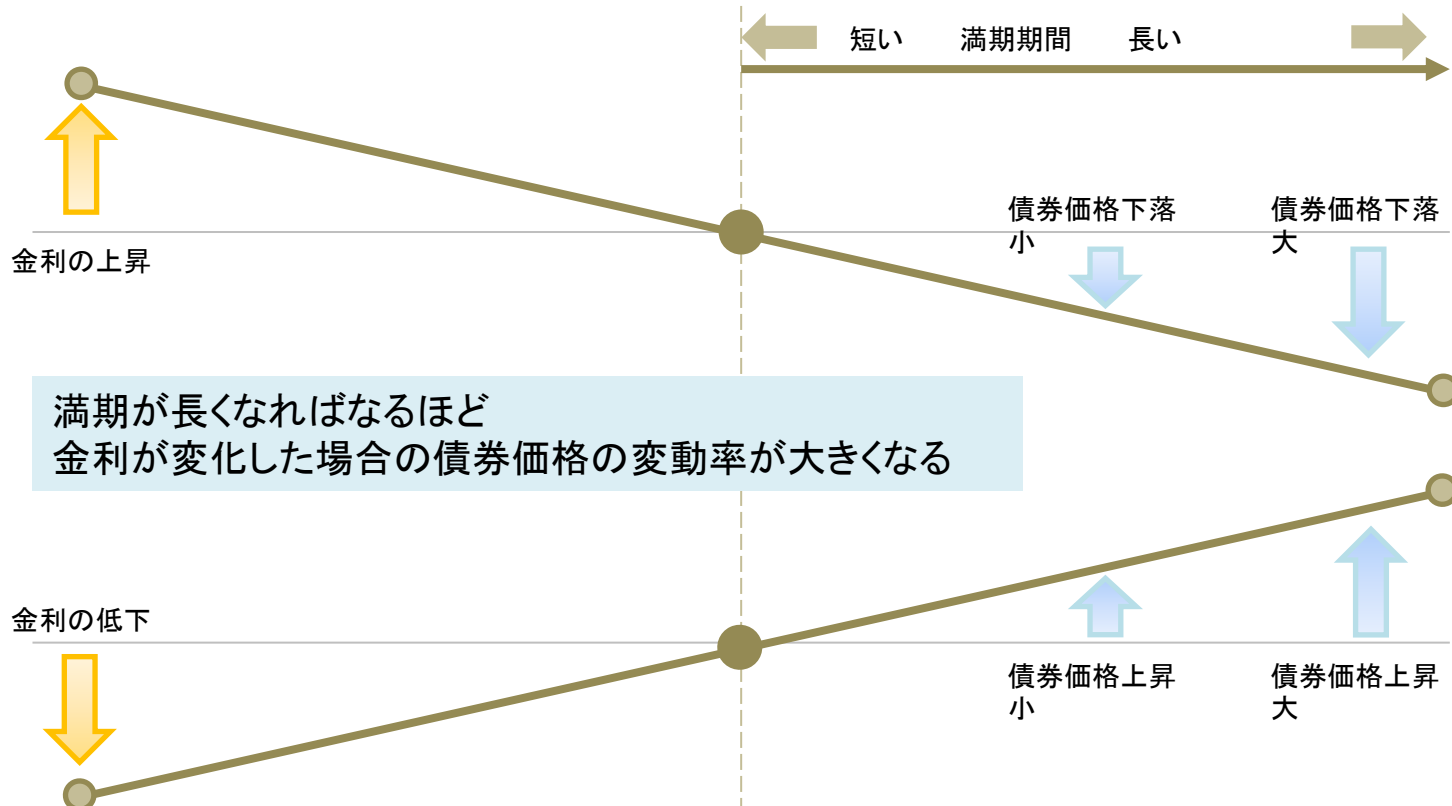 短い 満期期間 長い
債券価格下落
小
債券価格下落
大
金利の上昇
満期が長くなればなるほど
金利が変化した場合の債券価格の変動率が大きくなる
金利の低下
債券価格上昇
小
債券価格上昇
大